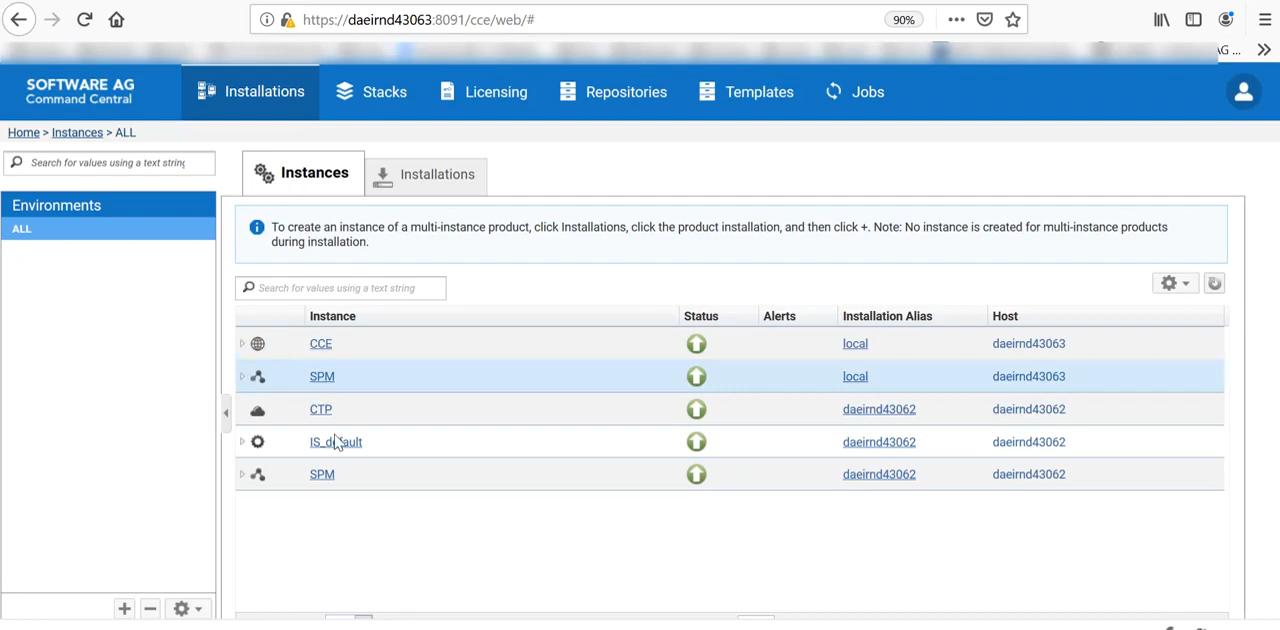 https://daeirnd43063:8091/cce/web/#
90%
AG ...
SOFTWARE AG
Command Central
Installations
Stacks
Licensing
Repositories
Templates
Jobs
Home > Instances > ALL
Search for values using a text string
Instances
Installations
Environments
ALL
To create an instance of a multi-instance product, click Installations, click the product installation, and then click +. Note: No instance is created for multi-instance products
during installation.
Search for values using a text string
Instance Status Alerts Installation Alias Host
CCE local daeirnd43063
SPM local daeirnd43063
CTP daeirnd43062 daeirnd43062
IS_default daeirnd43062 daeirnd43062
SPM daeirnd43062 daeirnd43062